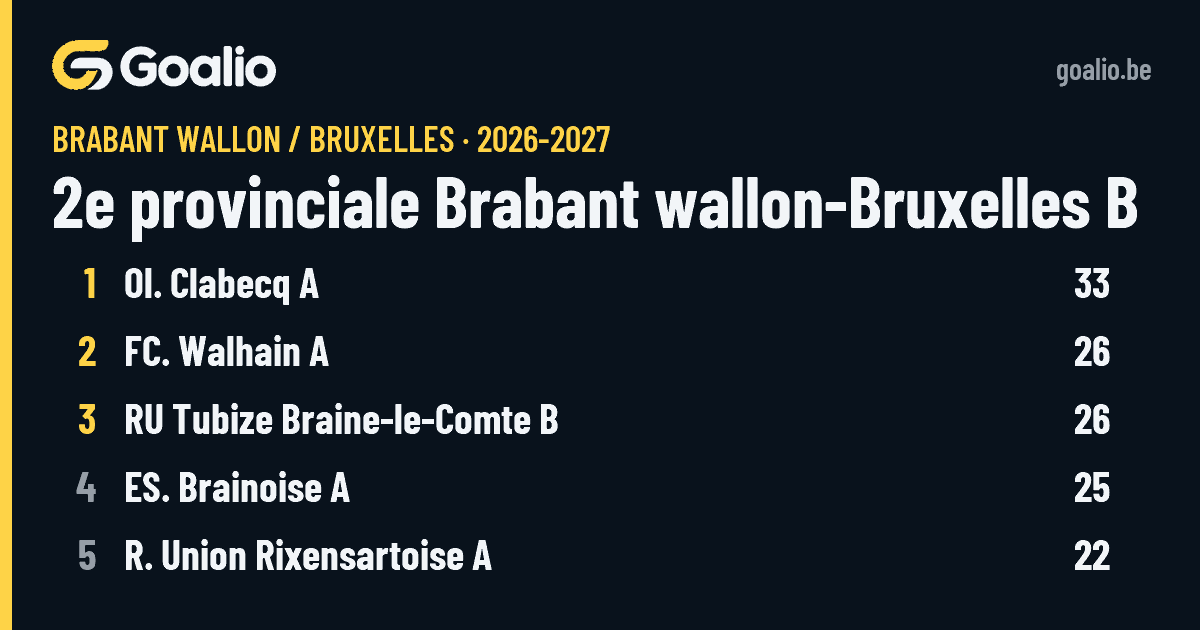 Goalio
goalio.be
BRABANT WALLON / BRUXELLES · 2026-2027
2e provinciale Brabant wallon-Bruxelles B
1 Ol. Clabecq A 33
2 FC. Walhain A 26
3 RU Tubize Braine-le-Comte B 26
4 ES. Brainoise A 25
5 R. Union Rixensartoise A 22